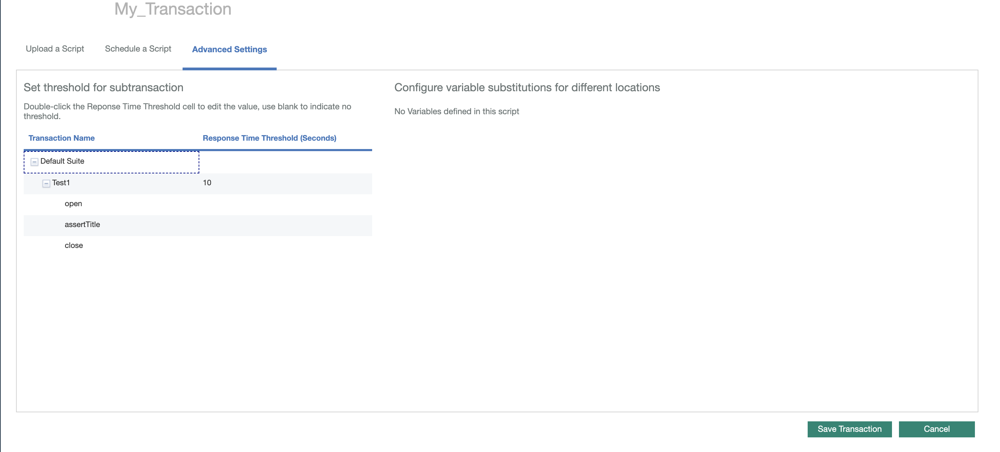 My_Transaction
Upload a Script Schedule a Script Advanced Settings
Set threshold for subtransaction
Double-click the Reponse Time Threshold cell to edit the value, use blank to indicate no
threshold.
Transaction Name Response Time Threshold (Seconds)
Default Suite
Test1 10
open
assertTitle
close
Configure variable substitutions for different locations
No Variables defined in this script
Save Transaction Cancel